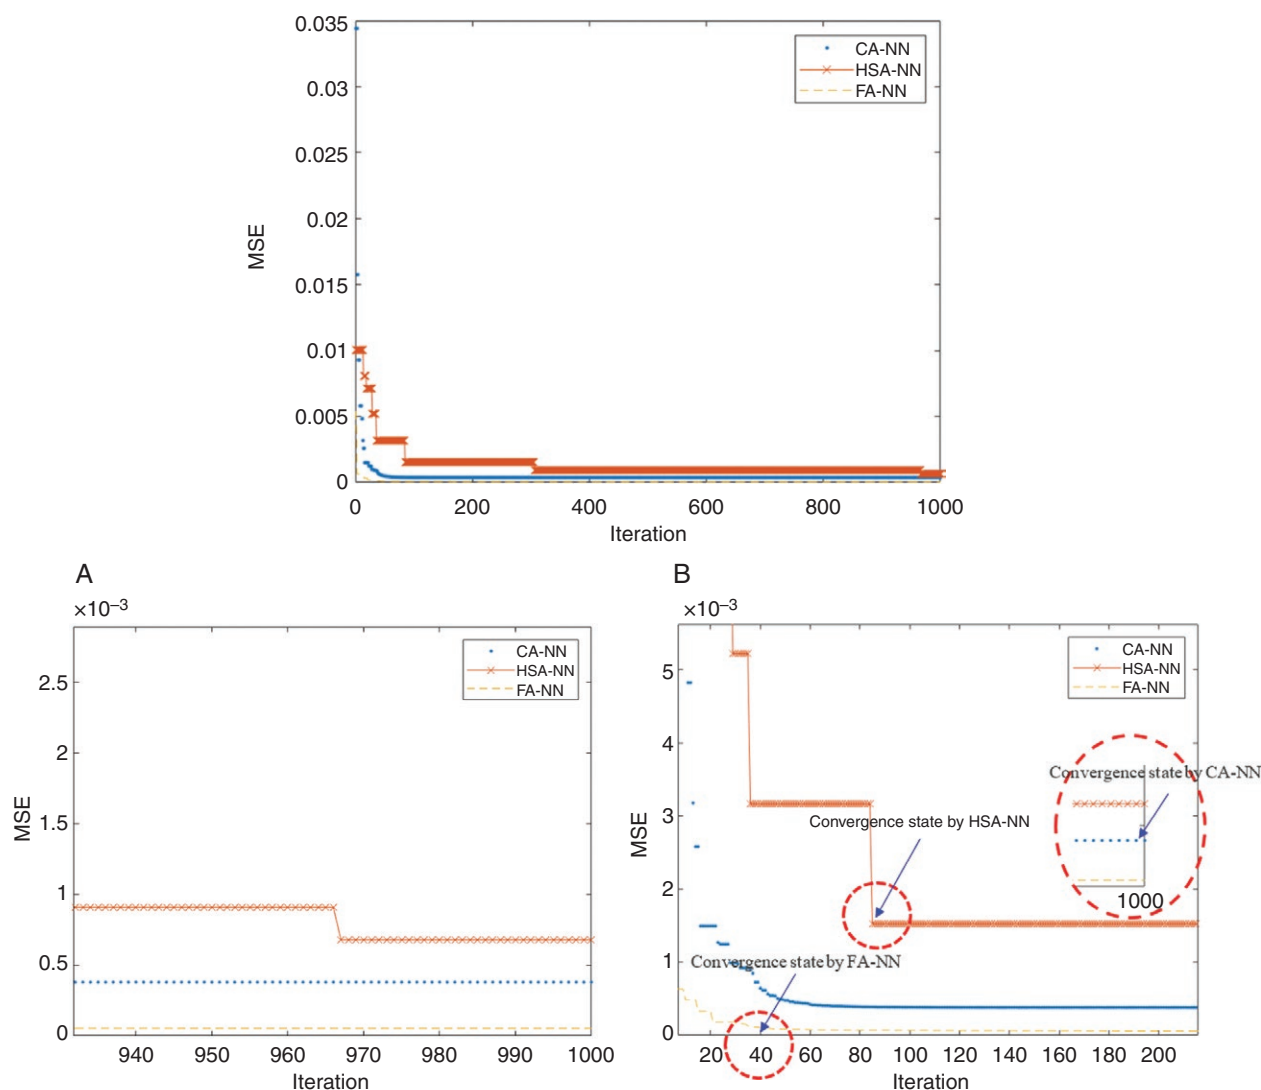 0.035
0.03
0.025
0.02
0.015
0.01
0.005
0
MSE
CA-NN
HSA-NN
FA-NN
0 200 400 600 800 1000
Iteration
A
×10⁻³
2.5
2
1.5
1
0.5
0
MSE
CA-NN
HSA-NN
FA-NN
940 950 960 970 980 990 1000
Iteration
B
×10⁻³
5
4
3
2
1
0
MSE
CA-NN
HSA-NN
FA-NN
Convergence state by CA-NN
1000
Convergence state by HSA-NN
Convergence state by FA-NN
20 40 60 80 100 120 140 160 180 200
Iteration